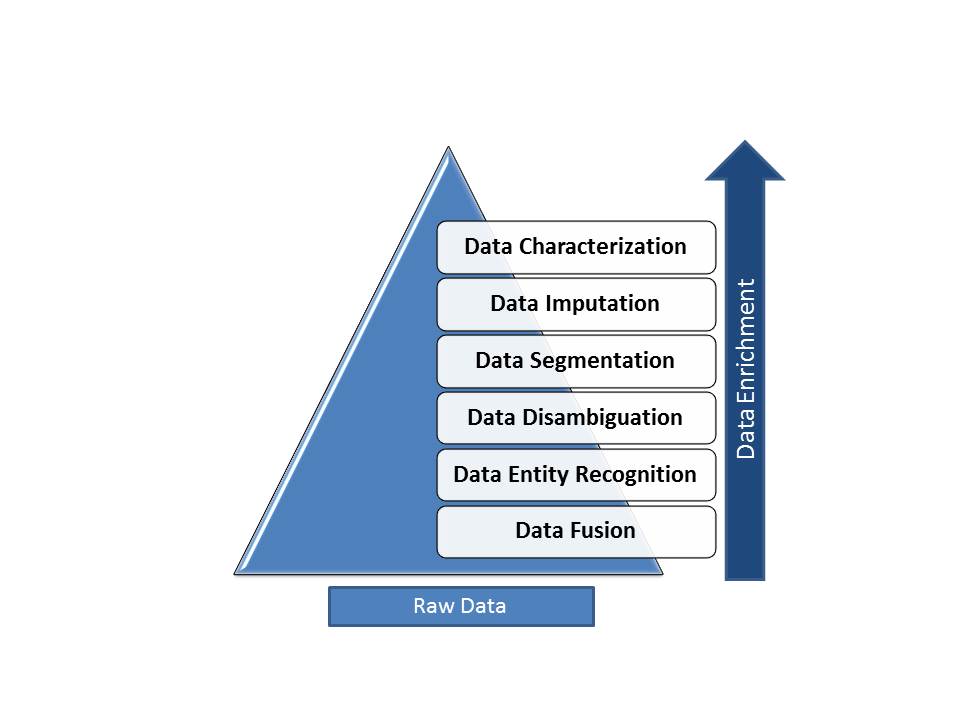 Data Characterization
Data Imputation
Data Segmentation
Data Disambiguation
Data Entity Recognition
Data Fusion
Data Enrichment
Raw Data